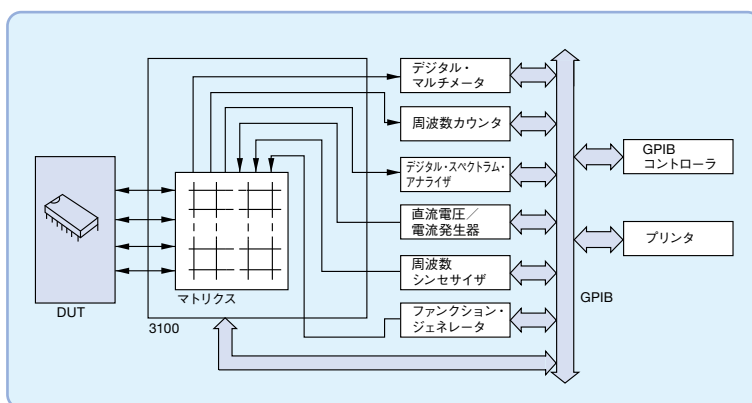 デジタル・
マルチメータ
周波数カウンタ
デジタル・スペクトラム・
アナライザ
直流電圧／
電流発生器
周波数
シンセサイザ
ファンクション・
ジェネレータ
GPIB
コントローラ
プリンタ
GPIB
DUT
マトリクス
3100